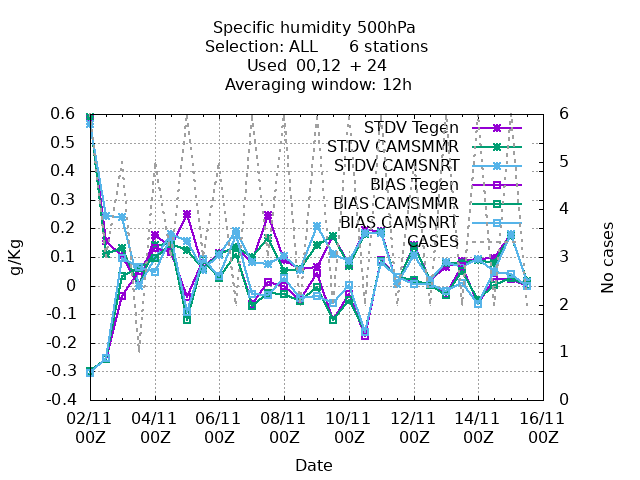 Specific humidity 500hPa
Selection: ALL 6 stations
Used 00,12 + 24
Averaging window: 12h
STDV Tegen
STDV CAMSMMR
STDV CAMSNRT
BIAS Tegen
BIAS CAMSMMR
BIAS CAMSNRT
CASES
0.6
0.5
0.4
0.3
0.2
0.1
0
-0.1
-0.2
-0.3
-0.4
g/Kg
6
5
4
3
2
1
0
No cases
02/11 04/11 06/11 08/11 10/11 12/11 14/11 16/11
00Z 00Z 00Z 00Z 00Z 00Z 00Z 00Z
Date